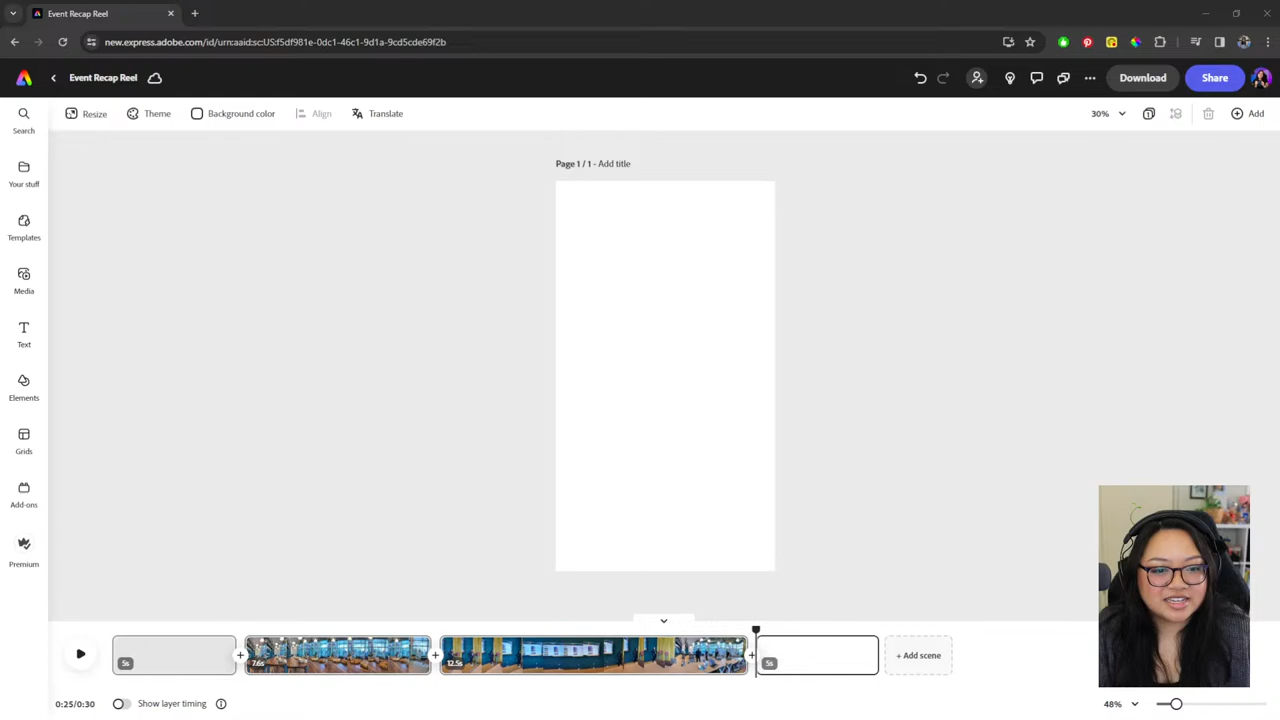 Event Recap Reel
new.express.adobe.com/id/urn:aaid:sc:US:f5df981e-0dc1-46c1-9d1a-9cd5cde69f2b
Event Recap Reel
Download
Share
Resize
Theme
Background color
Align
Translate
30%
1
Add
Search
Your stuff
Templates
Media
Text
Elements
Grids
Add-ons
Premium
Page 1 / 1 - Add title
5s
7.6s
12.5s
5s
+ Add scene
0:25/0:30
Show layer timing
48%